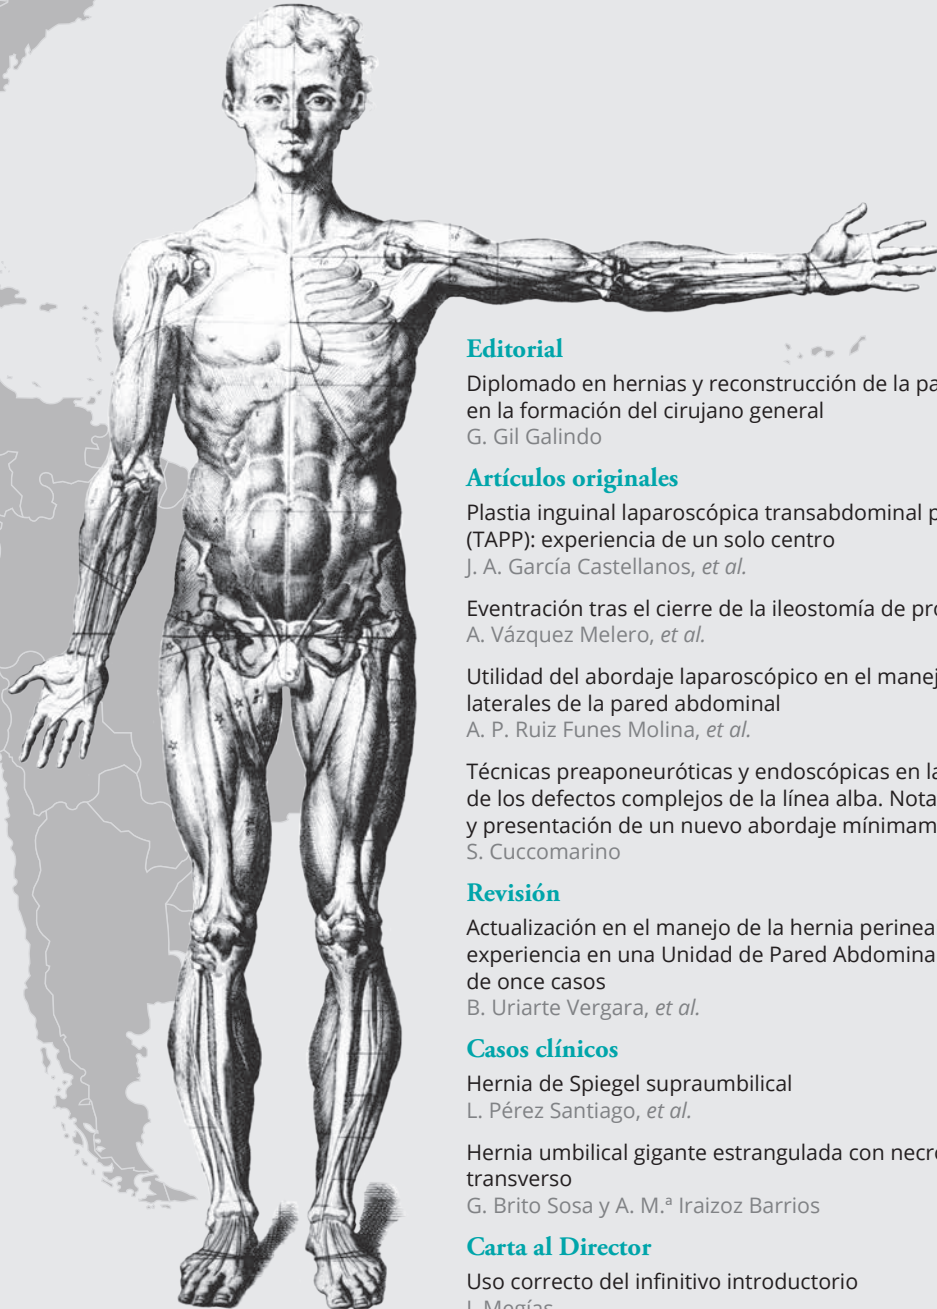 Editorial
Diplomado en hernias y reconstrucción de la pa
en la formación del cirujano general
G. Gil Galindo
Artículos originales
Plastia inguinal laparoscópica transabdominal p
(TAPP): experiencia de un solo centro
J. A. García Castellanos, et al.
Eventración tras el cierre de la ileostomía de pro
A. Vázquez Melero, et al.
Utilidad del abordaje laparoscópico en el manej
laterales de la pared abdominal
A. P. Ruiz Funes Molina, et al.
Técnicas preaponeuróticas y endoscópicas en la
de los defectos complejos de la línea alba. Nota
y presentación de un nuevo abordaje mínimam
S. Cuccomarino
Revisión
Actualización en el manejo de la hernia perinea
experiencia en una Unidad de Pared Abdomina
de once casos
B. Uriarte Vergara, et al.
Casos clínicos
Hernia de Spiegel supraumbilical
L. Pérez Santiago, et al.
Hernia umbilical gigante estrangulada con necro
transverso
G. Brito Sosa y A. M.ª Iraizoz Barrios
Carta al Director
Uso correcto del infinitivo introductorio
J. Megías